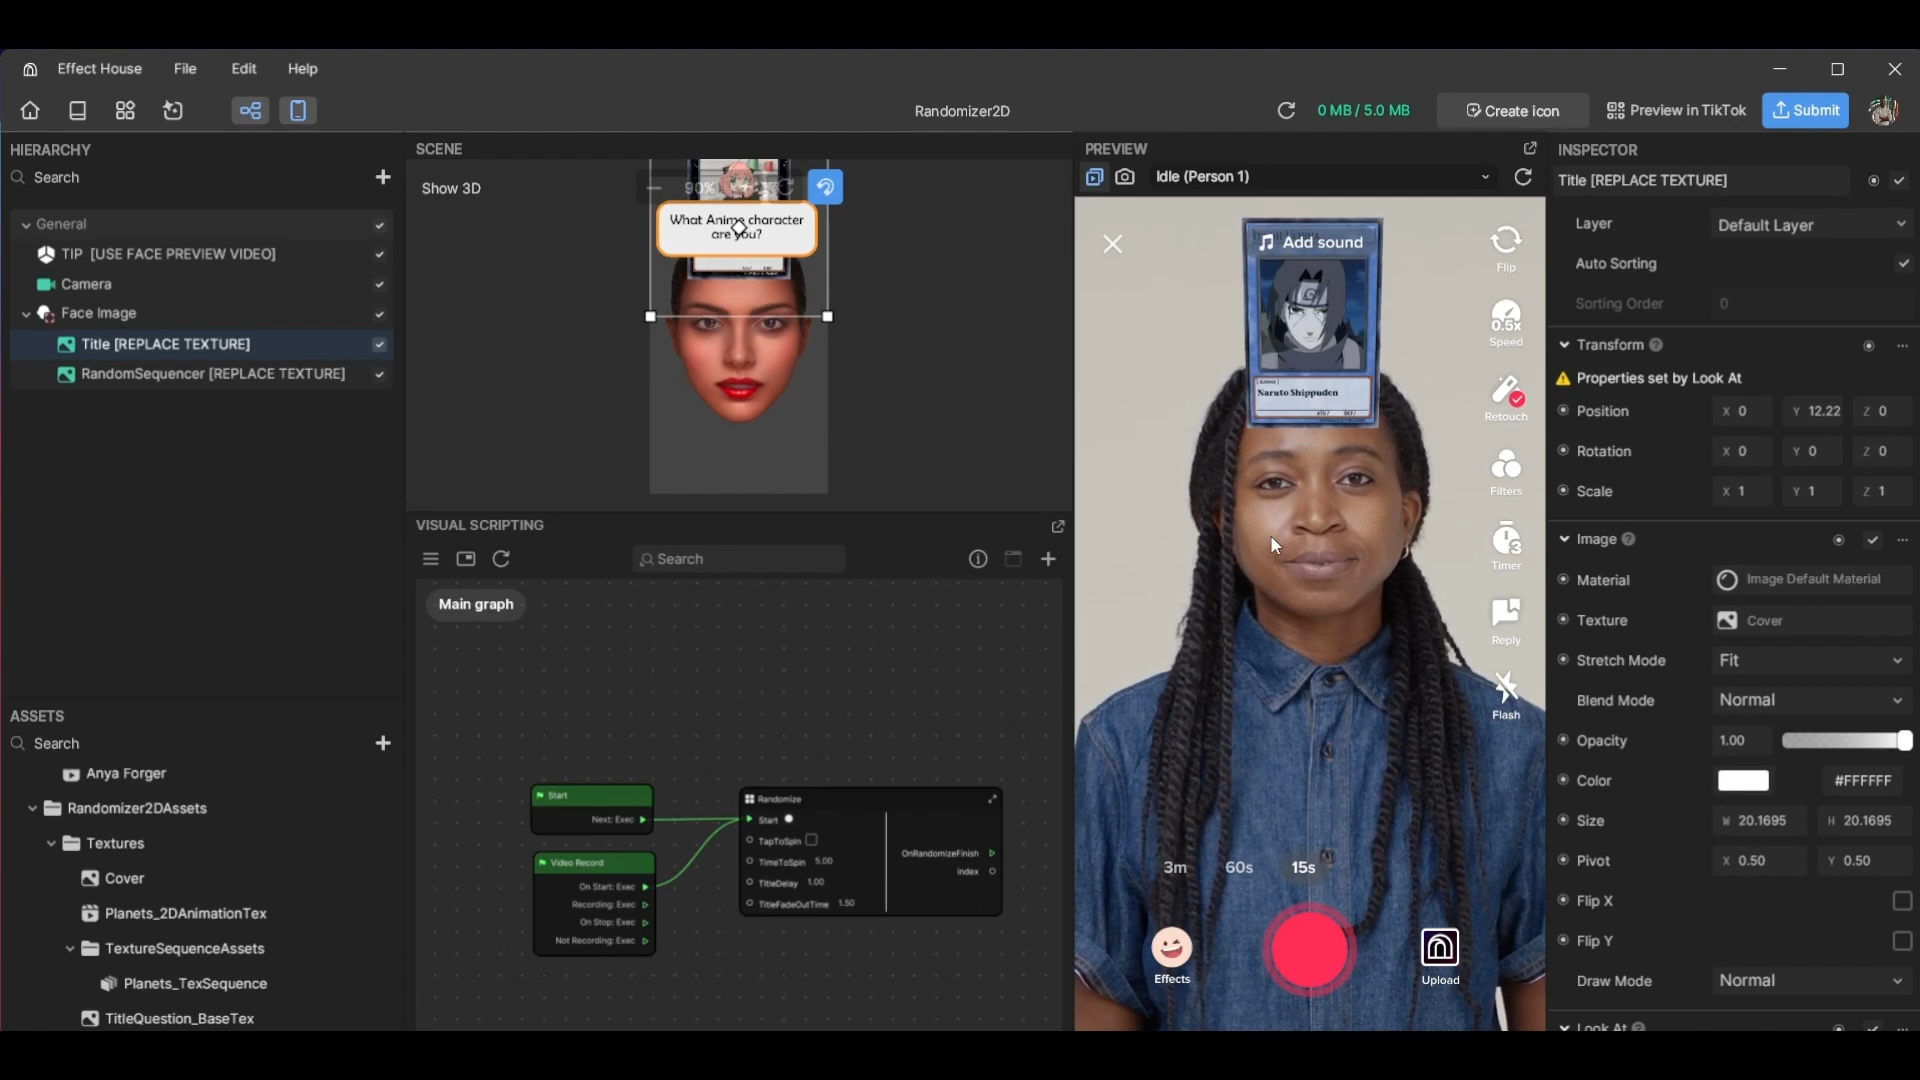 Effect House
File
Edit
Help
Randomizer2D
0 MB / 5.0 MB
Create icon
Preview in TikTok
Submit
HIERARCHY
Search
General
TIP [USE FACE PREVIEW VIDEO]
Camera
Face Image
Title [REPLACE TEXTURE]
RandomSequencer [REPLACE TEXTURE]
ASSETS
Search
Anya Forger
Randomizer2DAssets
Textures
Cover
Planets_2DAnimationTex
TextureSequenceAssets
Planets_TexSequence
TitleQuestion_BaseTex
SCENE
Show 3D
90%
What Anime character
are you?
VISUAL SCRIPTING
Search
Main graph
Start
Next: Exec
Video Record
On Start: Exec
Recording: Exec
On Stop: Exec
Not Recording: Exec
Randomize
Start
TapToSpin
TimeToSpin 5.00
TitleDelay 1.00
TitleFadeOutTime 1.50
OnRandomizeFinish
Index
PREVIEW
Idle (Person 1)
Add sound
Naruto Shippuden
Flip
0.5x
Speed
Retouch
Filters
3
Timer
Reply
Flash
3m
60s
15s
Effects
Upload
INSPECTOR
Title [REPLACE TEXTURE]
Layer
Default Layer
Auto Sorting
Sorting Order
0
Transform
Properties set by Look At
Position
X 0
Y 12.22
Z 0
Rotation
X 0
Y 0
Z 0
Scale
X 1
Y 1
Z 1
Image
Material
Image Default Material
Texture
Cover
Stretch Mode
Fit
Blend Mode
Normal
Opacity
1.00
Color
#FFFFFF
Size
W 20.1695
H 20.1695
Pivot
X 0.50
Y 0.50
Flip X
Flip Y
Draw Mode
Normal
Look At